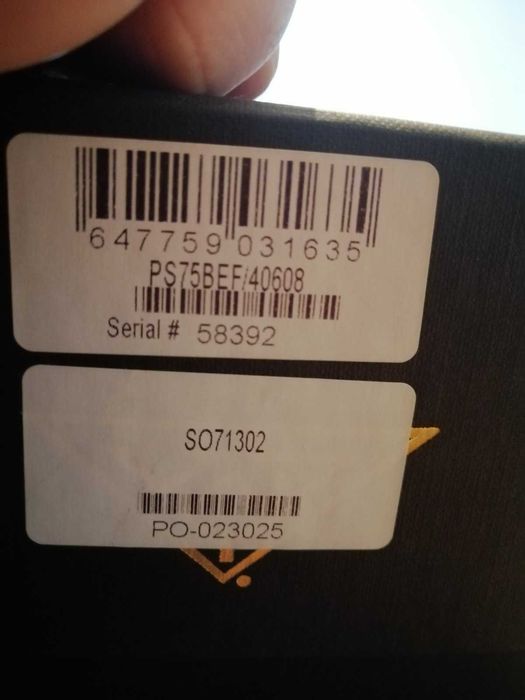 647759 031635
PS75BEF/40608
Serial # 58392
SO71302
PO-023025